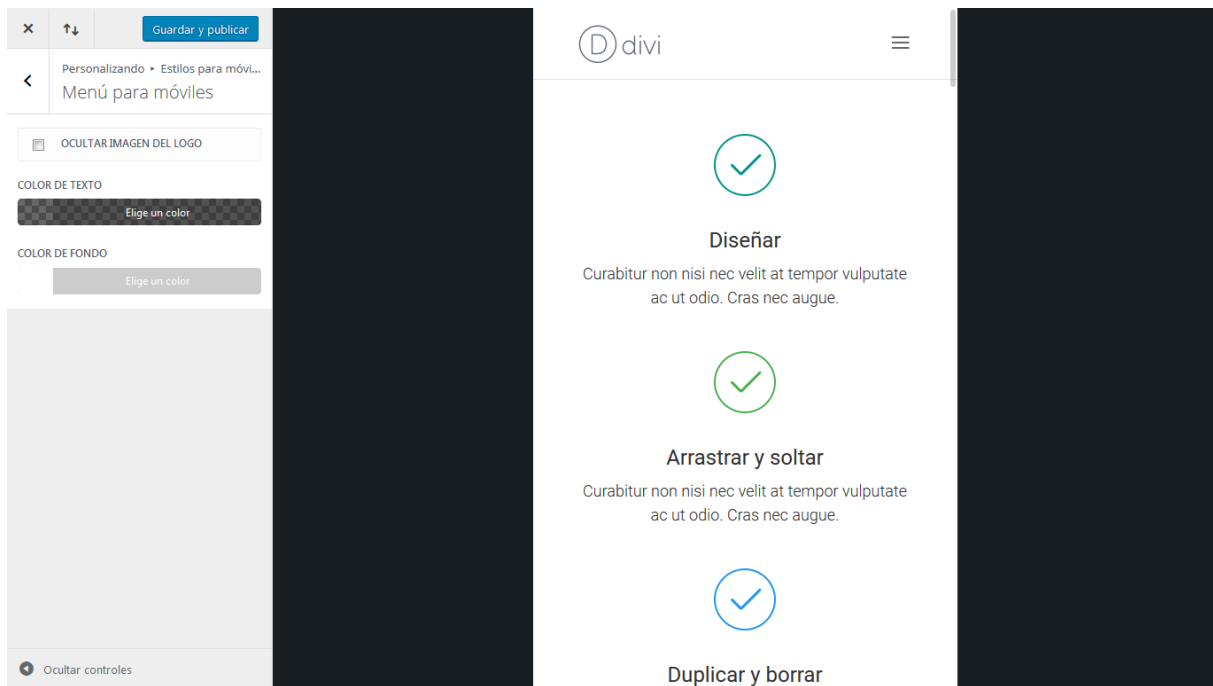 Guardar y publicar
Personalizando ▸ Estilos para móvi...
Menú para móviles
OCULTAR IMAGEN DEL LOGO
COLOR DE TEXTO
Elige un color
COLOR DE FONDO
Elige un color
Ocultar controles
D divi
Diseñar
Curabitur non nisi nec velit at tempor vulputate
ac ut odio. Cras nec augue.
Arrastrar y soltar
Curabitur non nisi nec velit at tempor vulputate
ac ut odio. Cras nec augue.
Duplicar y borrar